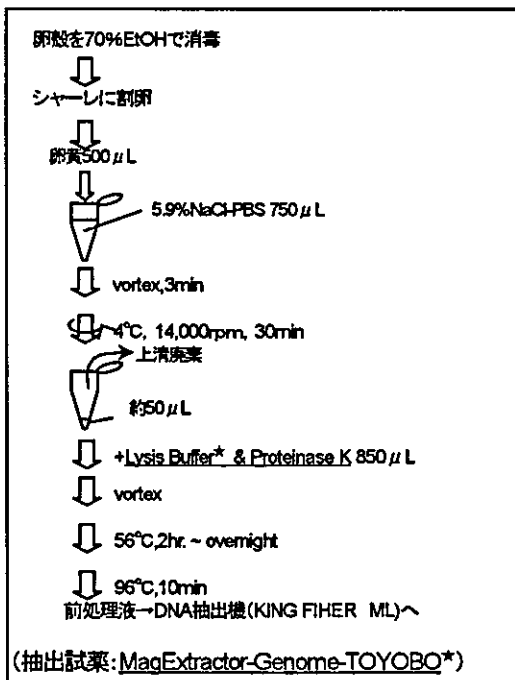 卵殻を70%EtOHで消毒
シャーレに割卵
卵黄500μL
5.9%NaCl-PBS 750μL
vortex,3min
4°C, 14,000rpm, 30min
上清廃棄
約50μL
+Lysis Buffer★ & Proteinase K 850μL
vortex
56°C,2hr.~overnight
96°C,10min
前処理液→DNA抽出機(KING FIHER ML)へ
(抽出試薬:MagExtractor-Genome-TOYOBO★)